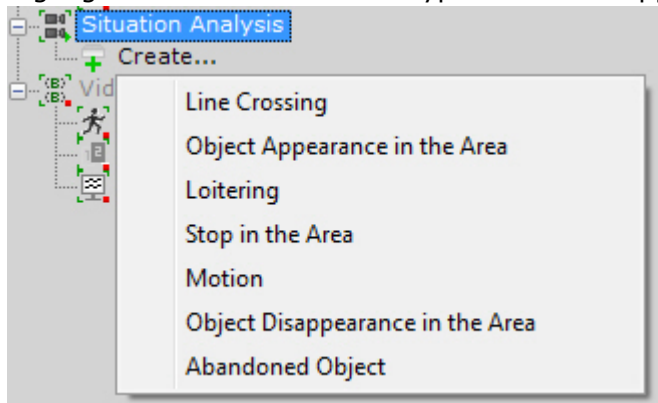 Situation Analysis
Create...
Vid
Line Crossing
Object Appearance in the Area
Loitering
Stop in the Area
Motion
Object Disappearance in the Area
Abandoned Object